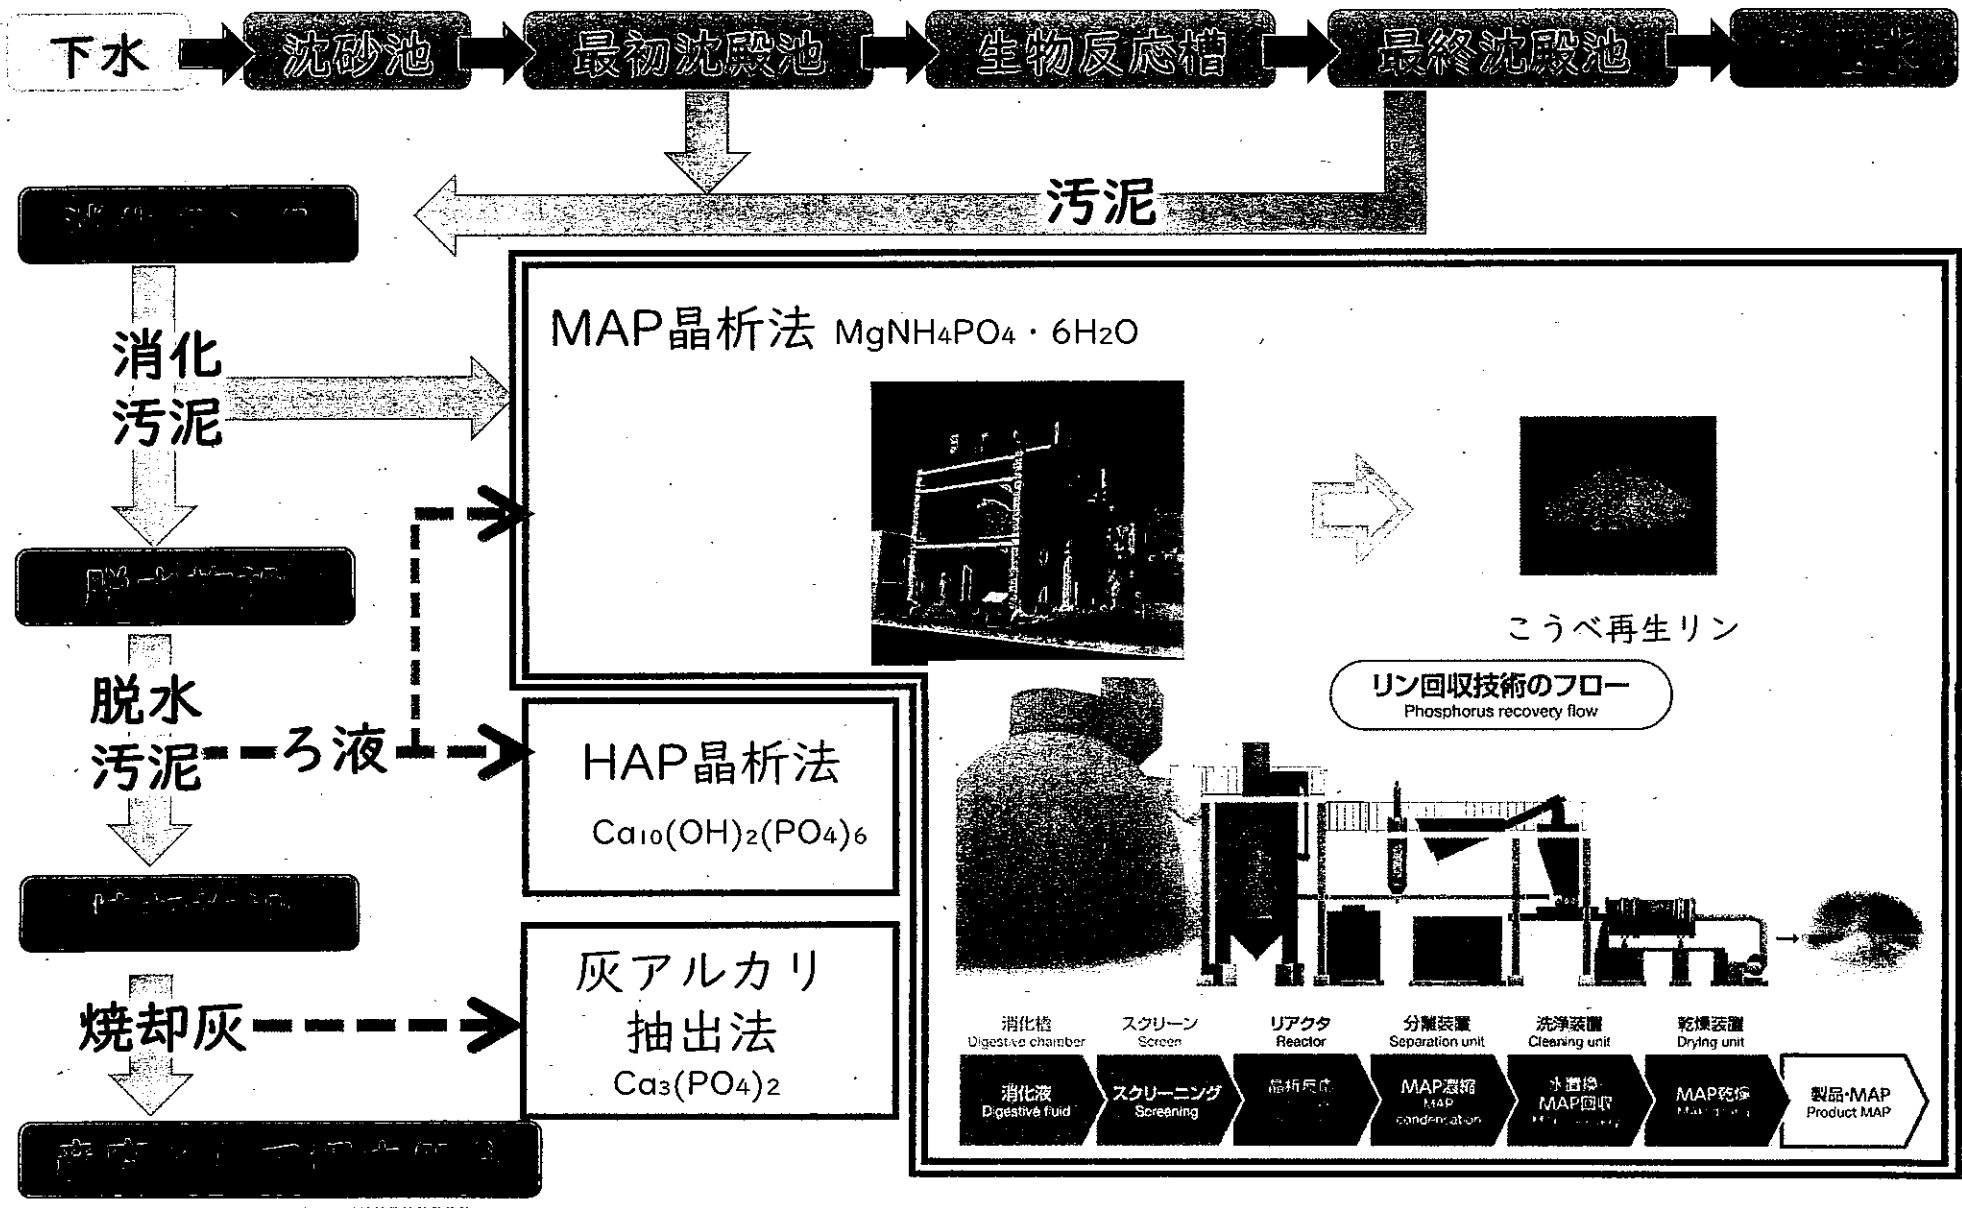 下水
沈砂池
最初沈殿池
生物反応槽
最終沈殿池
汚泥
消化
汚泥
脱水
汚泥
ろ液
焼却灰
MAP晶析法 MgNH4PO4・6H2O
こうべ再生リン
HAP晶析法
Ca10(OH)2(PO4)6
灰アルカリ
抽出法
Ca3(PO4)2
リン回収技術のフロー
Phosphorus recovery flow
消化槽
Digestive chamber
スクリーン
Screen
リアクタ
Reactor
分離装置
Separation unit
洗浄装置
Cleaning unit
乾燥装置
Drying unit
消化液
Digestive fluid
スクリーニング
Screening
晶析反応
MAP濃縮
MAP
condensation
水置換・
MAP回収
MAP乾燥
製品・MAP
Product MAP